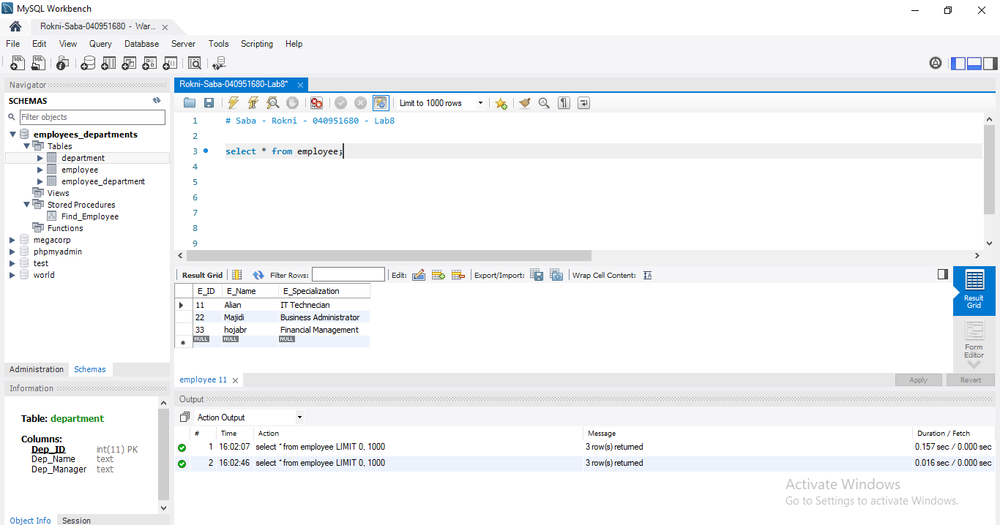 MySQL Workbench
Rokni-Saba-040951680 - War...
File Edit View Query Database Server Tools Scripting Help
Navigator
SCHEMAS
Filter objects
employees_departments
Tables
department
employee
employee_department
Views
Stored Procedures
Find_Employee
Functions
megacorp
phpmyadmin
test
world
Administration Schemas
Information
Table: department
Columns:
Dep_ID int(11) PK
Dep_Name text
Dep_Manager text
Object Info Session
Rokni-Saba-040951680-Lab8*
Limit to 1000 rows
1 # Saba - Rokni - 040951680 - Lab8
2
3 select * from employee;
4
5
6
7
8
9
Result Grid Filter Rows: Edit: Export/Import: Wrap Cell Content:
E_ID E_Name E_Specialization
11 Alian IT Technecian
22 Majidi Business Administrator
33 hojabr Financial Management
NULL NULL NULL
Result
Grid
Form
Editor
employee 11
Apply Revert
Output
Action Output
# Time Action Message Duration / Fetch
1 16:02:07 select * from employee LIMIT 0, 1000 3 row(s) returned 0.157 sec / 0.000 sec
2 16:02:46 select * from employee LIMIT 0, 1000 3 row(s) returned 0.016 sec / 0.000 sec
Activate Windows
Go to Settings to activate Windows.